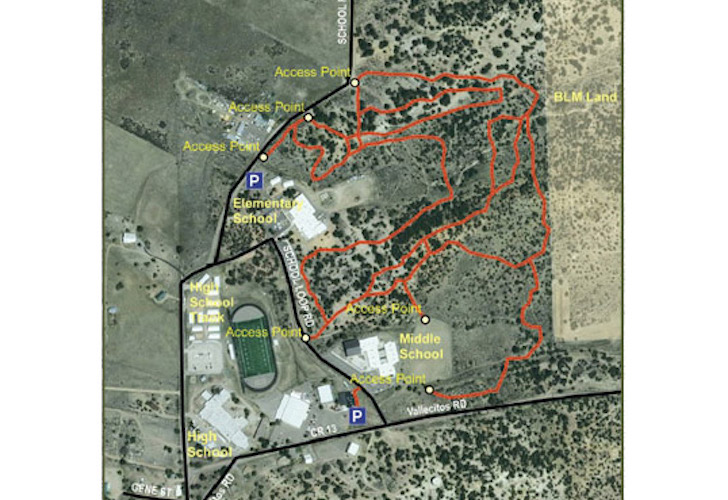 SCHOOL
Access Point
Access Point
BLM Land
Access Point
P
Elementary
School
SCHOOL LOOP RD
High
School
Track
Access Point
Access Point
Middle
School
Access Point
P
Vallecitos RD
CR 13
High
School
GENE ST
RD